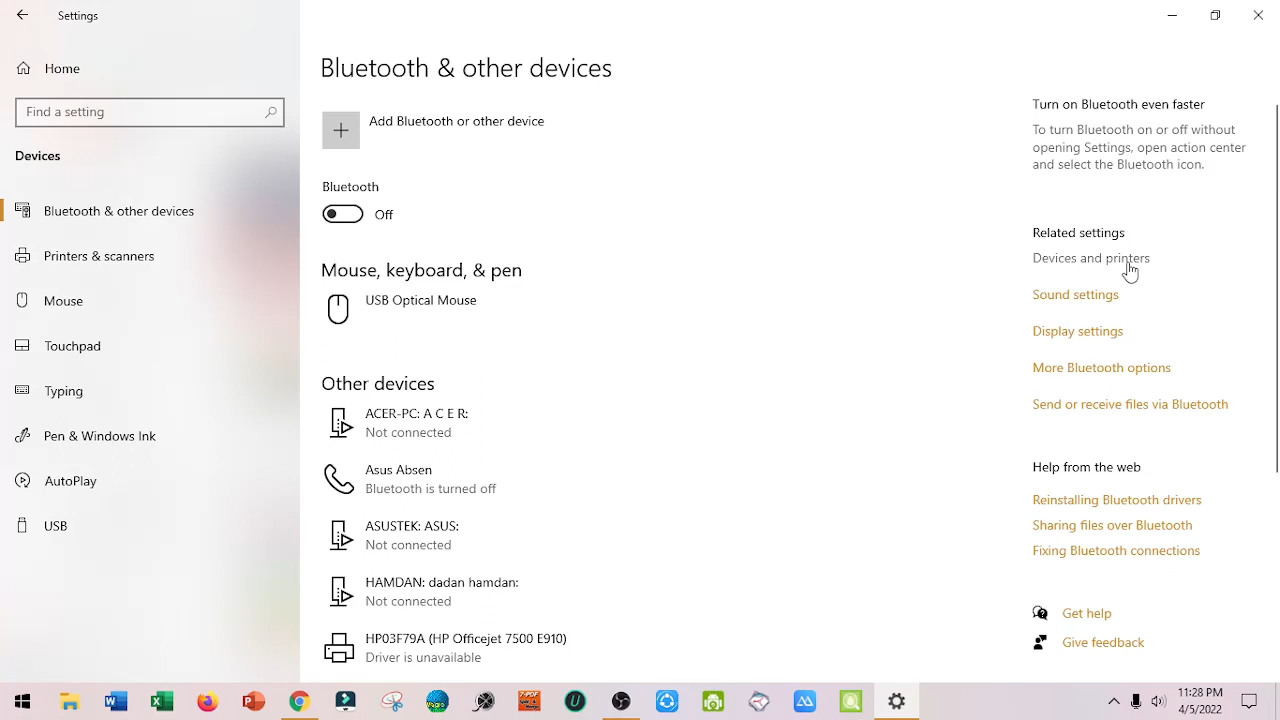 Settings
Home
Find a setting
Devices
Bluetooth & other devices
Printers & scanners
Mouse
Touchpad
Typing
Pen & Windows Ink
AutoPlay
USB
Bluetooth & other devices
Add Bluetooth or other device
Bluetooth
Off
Mouse, keyboard, & pen
USB Optical Mouse
Other devices
ACER-PC: A C E R:
Not connected
Asus Absen
Bluetooth is turned off
ASUSTEK: ASUS:
Not connected
HAMDAN: dadan hamdan:
Not connected
HP03F79A (HP Officejet 7500 E910)
Driver is unavailable
Turn on Bluetooth even faster
To turn Bluetooth on or off without
opening Settings, open action center
and select the Bluetooth icon.
Related settings
Devices and printers
Sound settings
Display settings
More Bluetooth options
Send or receive files via Bluetooth
Help from the web
Reinstalling Bluetooth drivers
Sharing files over Bluetooth
Fixing Bluetooth connections
Get help
Give feedback
11:28 PM
4/5/2022